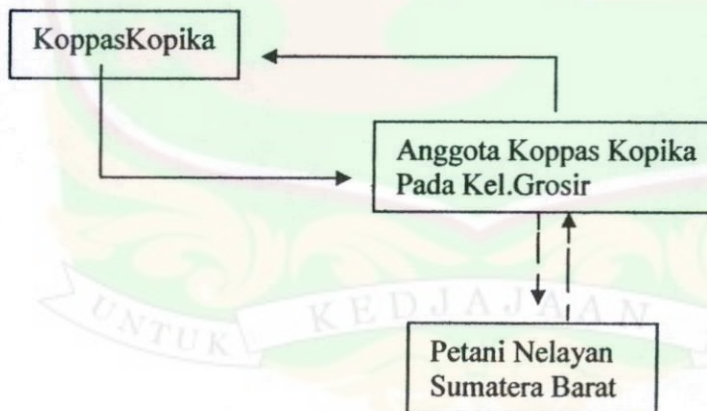 KoppasKopika
Anggota Koppas Kopika
Pada Kel.Grosir
UNTUK KEDJAJAAN
Petani Nelayan
Sumatera Barat